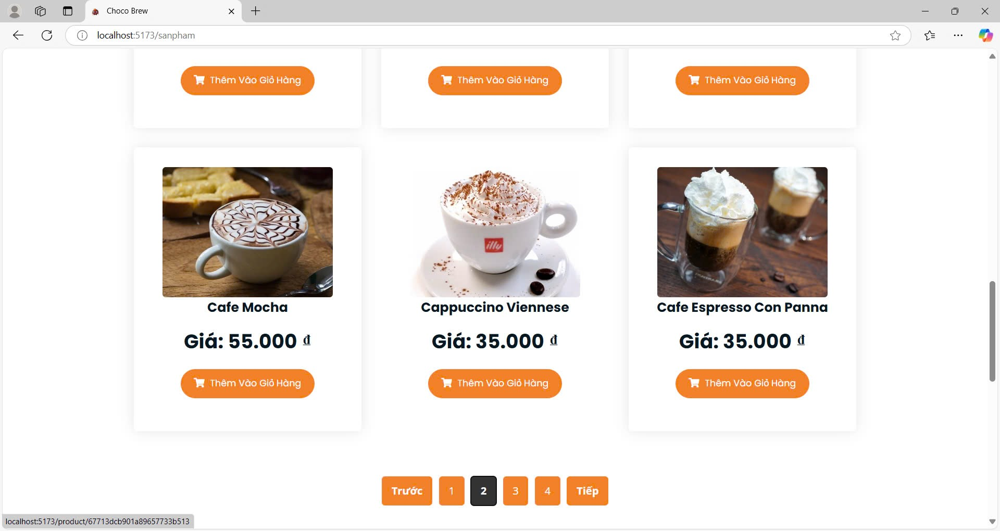 Choco Brew
localhost:5173/sanpham
Thêm Vào Giỏ Hàng
Thêm Vào Giỏ Hàng
Thêm Vào Giỏ Hàng
illy
Cafe Mocha
Cappuccino Viennese
Cafe Espresso Con Panna
Giá: 55.000 ₫
Giá: 35.000 ₫
Giá: 35.000 ₫
Thêm Vào Giỏ Hàng
Thêm Vào Giỏ Hàng
Thêm Vào Giỏ Hàng
Trước 1 2 3 4 Tiếp
localhost:5173/product/67713dcb901a89657733b513